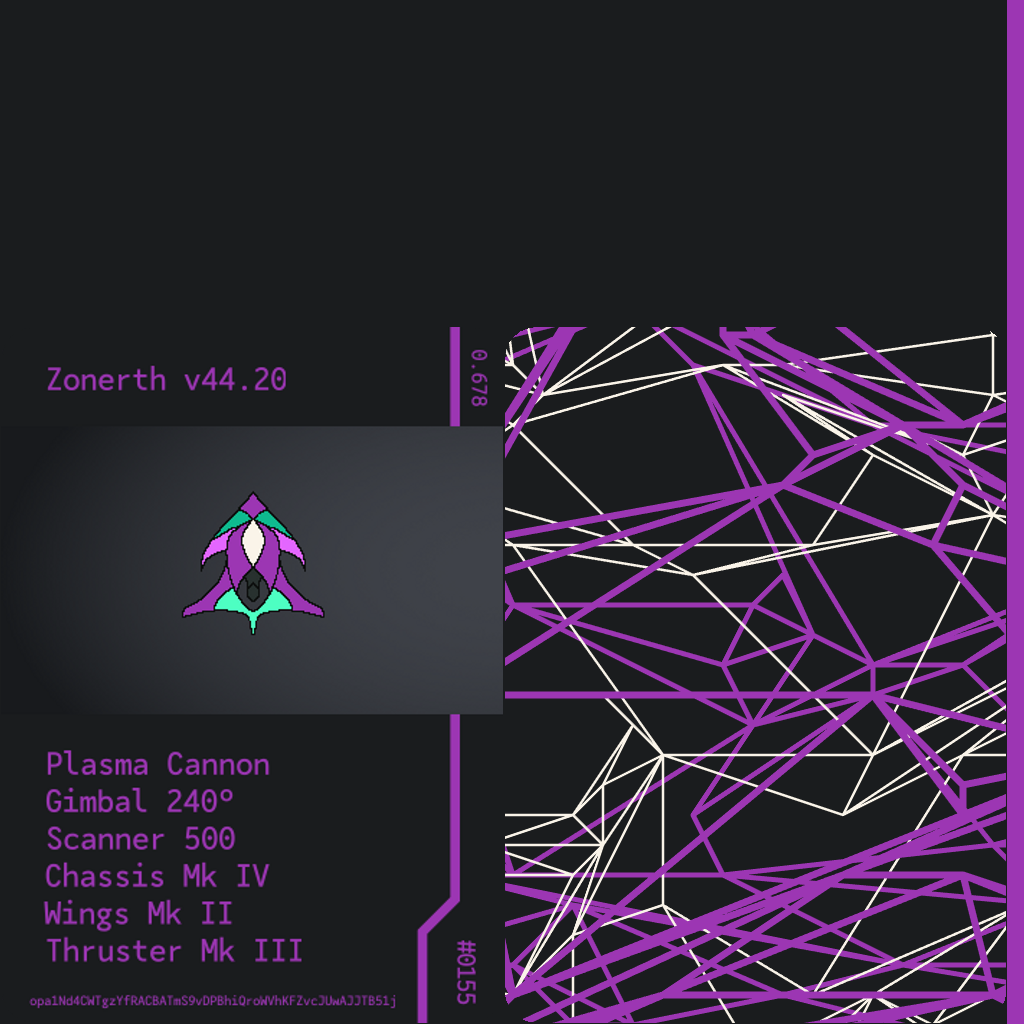 Zonerth v44.20
0.678
Plasma Cannon
Gimbal 240°
Scanner 500
Chassis Mk IV
Wings Mk II
Thruster Mk III
#0155
opa1Nd4CWTgzYfRACBATmS9vDPBhiQroWVhKFZvcJUwAJJTB51j